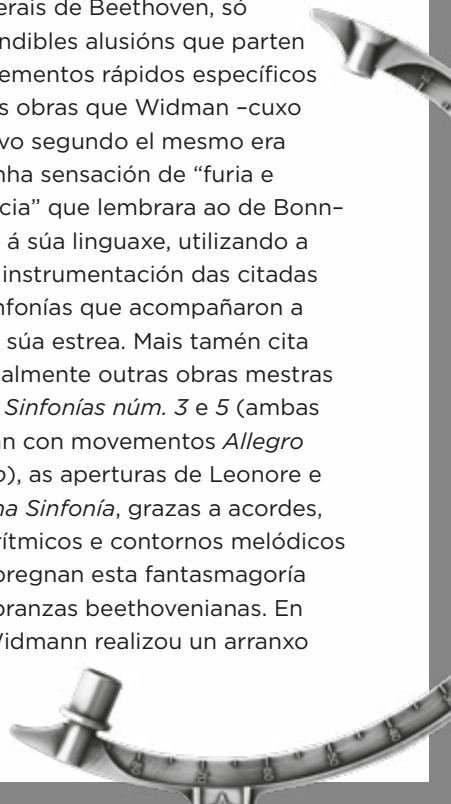 erais de Beethoven, só
ndibles alusións que parten
ementos rápidos específicos
s obras que Widman –cuxo
vo segundo el mesmo era
nha sensación de “furia e
cia” que lembrara ao de Bonn–
á súa linguaxe, utilizando a
instrumentación das citadas
nfonías que acompañaron a
súa estrea. Mais tamén cita
almente outras obras mestras
Sinfonías núm. 3 e 5 (ambas
an con movementos Allegro
o), as aperturas de Leonore e
na Sinfonía, grazas a acordes,
rítmicos e contornos melódicos
pregnan esta fantasmagoría
branzas beethovenianas. En
Widmann realizou un arranxo